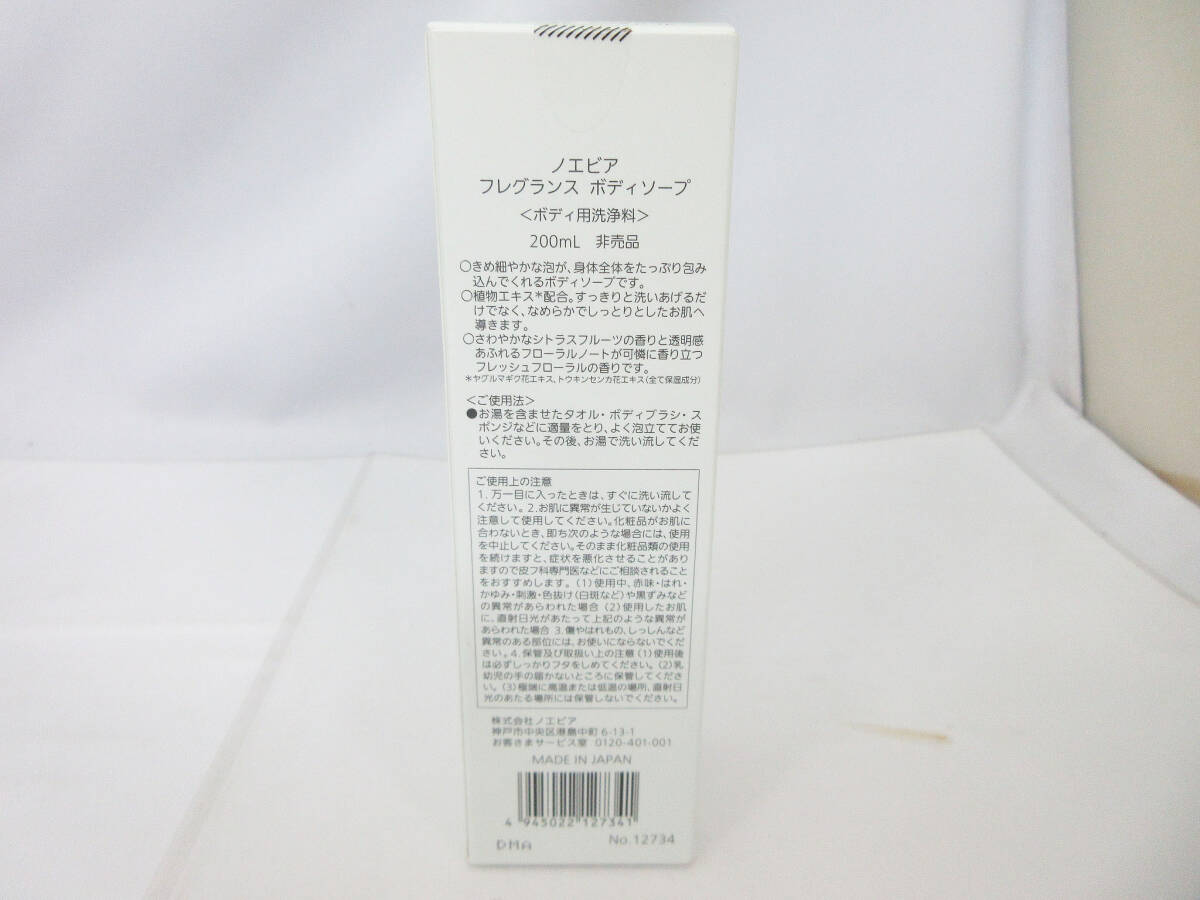 ノエビア
フレグランス ボディソープ
<ボディ用洗浄料>
200mL 非売品
○きめ細やかな泡が、身体全体をたっぷり包み
込んでくれるボディソープです。
○植物エキス*配合。すっきりと洗いあげるだ
けでなく、なめらかでしっとりとしたお肌へ
導きます。
○さわやかなシトラスフルーツの香りと透明感
あふれるフローラルノートが可憐に香り立つ
フレッシュフローラルの香りです。
*ヤグルマギク花エキス、トウキンセンカ花エキス(全て保湿成分)
<ご使用法>
●お湯を含ませたタオル・ボディブラシ・ス
ポンジなどに適量をとり、よく泡立ててお使
いください。その後、お湯で洗い流してくだ
さい。
ご使用上の注意
1. 万一目に入ったときは、すぐに洗い流して
ください。2.お肌に異常が生じていないかよく
注意して使用してください。化粧品がお肌に
合わないとき、即ち次のような場合には、使用
を中止してください。そのまま化粧品類の使用
を続けますと、症状を悪化させることがあり
ますので皮フ科専門医などにご相談されること
をおすすめします。(1)使用中、赤味・はれ・
かゆみ・刺激・色抜け(白斑など)や黒ずみなど
の異常があらわれた場合 (2)使用したお肌
に、直射日光があたって上記のような異常が
あらわれた場合 3.傷やはれもの、しっしんなど
異常のある部位には、お使いにならないでくだ
さい。4.保管及び取扱い上の注意(1)使用後
は必ずしっかりフタをしめてください。(2)乳
幼児の手の届かないところに保管してくださ
い。(3)極端に高温または低温の場所、直射日
光のあたる場所には保管しないでください。
株式会社ノエビア
神戸市中央区港島中町6-13-1
お客さまサービス室 0120-401-001
MADE IN JAPAN
4 945022 127341
DMA No.12734